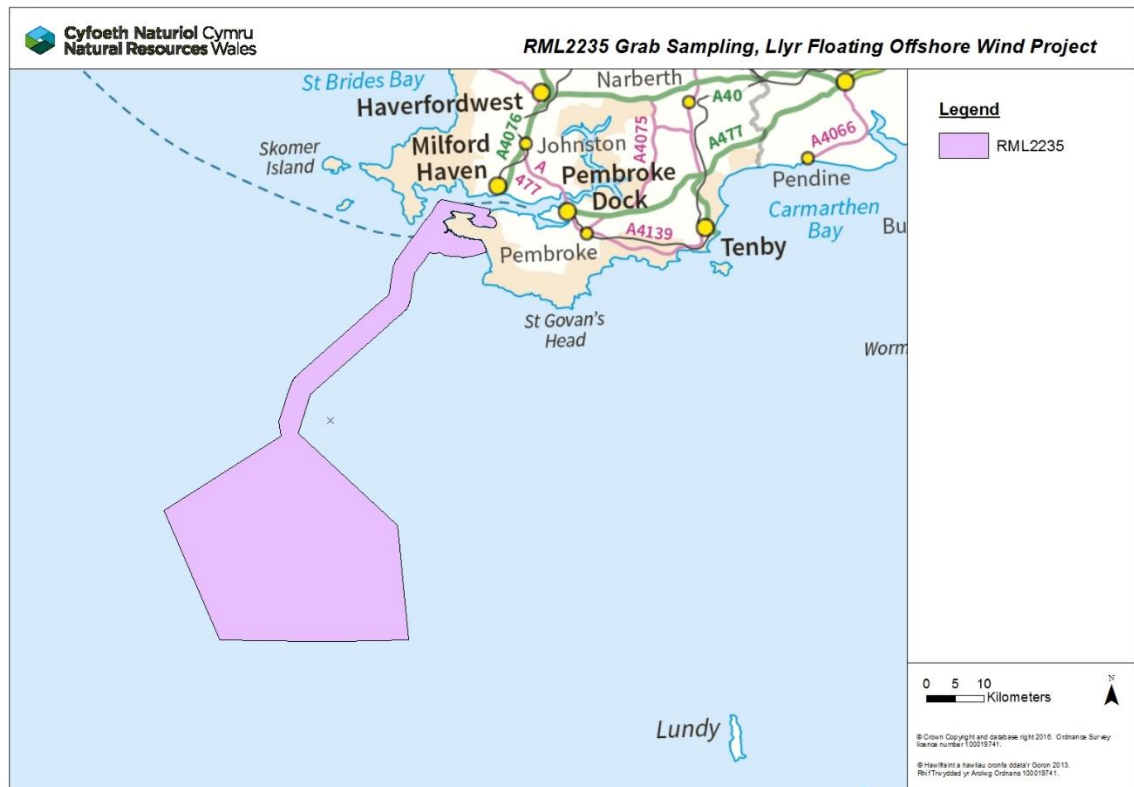 Cyfoeth Naturiol Cymru
Natural Resources Wales
RML2235 Grab Sampling, Llyr Floating Offshore Wind Project
St Brides Bay
Narberth
Haverfordwest
A40
A4076
A4075
A477
A4066
Skomer
Island
Milford
Haven
Johnston
A
477
Pembroke
Dock
Pendine
Carmarthen
Bay
Bu
A4139
Pembroke
Tenby
St Govan's
Head
Worm
Lundy
Legend
RML2235
0 5 10
Kilometers
N
© Crown Copyright and database right 2016. Ordnance Survey
licence number 100019741.
© Hawlfraint a hawliau cronfa ddata'r Goron 2013.
Rhif Trwydded yr Arolwg Ordnans 100019741.